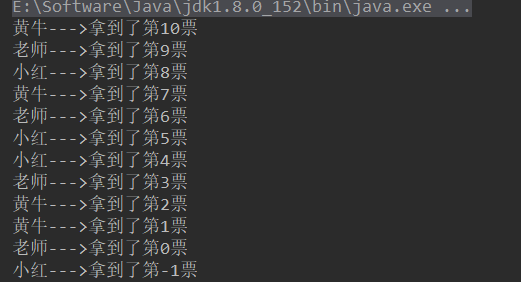 E:\Software\Java\jdk1.8.0_152\bin\java.exe ...
黄牛--->拿到了第10票
老师--->拿到了第9票
小红--->拿到了第8票
黄牛--->拿到了第7票
老师--->拿到了第6票
小红--->拿到了第5票
小红--->拿到了第4票
老师--->拿到了第3票
黄牛--->拿到了第2票
黄牛--->拿到了第1票
老师--->拿到了第0票
小红--->拿到了第-1票